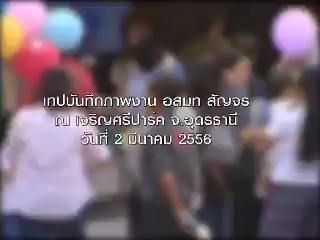 เทปบันทึกภาพงาน อสมท สัญจร
ณ เจริญศรีปาร์ค จ.อุดรธานี
วันที่ 2 มีนาคม 2556